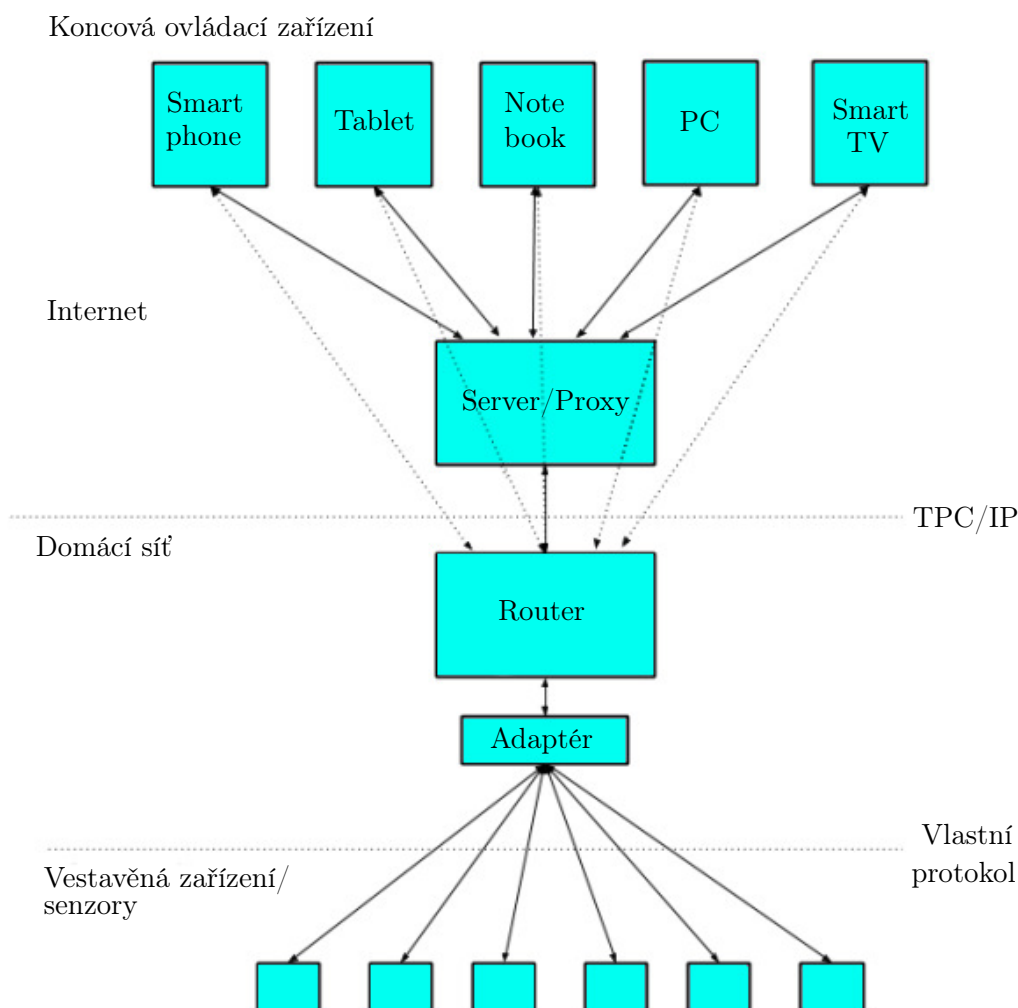 Koncová ovládací zařízení
Smart
phone
Tablet
Note
book
PC
Smart
TV
Internet
Server/Proxy
TPC/IP
Domácí síť
Router
Adaptér
Vlastní
protokol
Vestavěná zařízení/
senzory